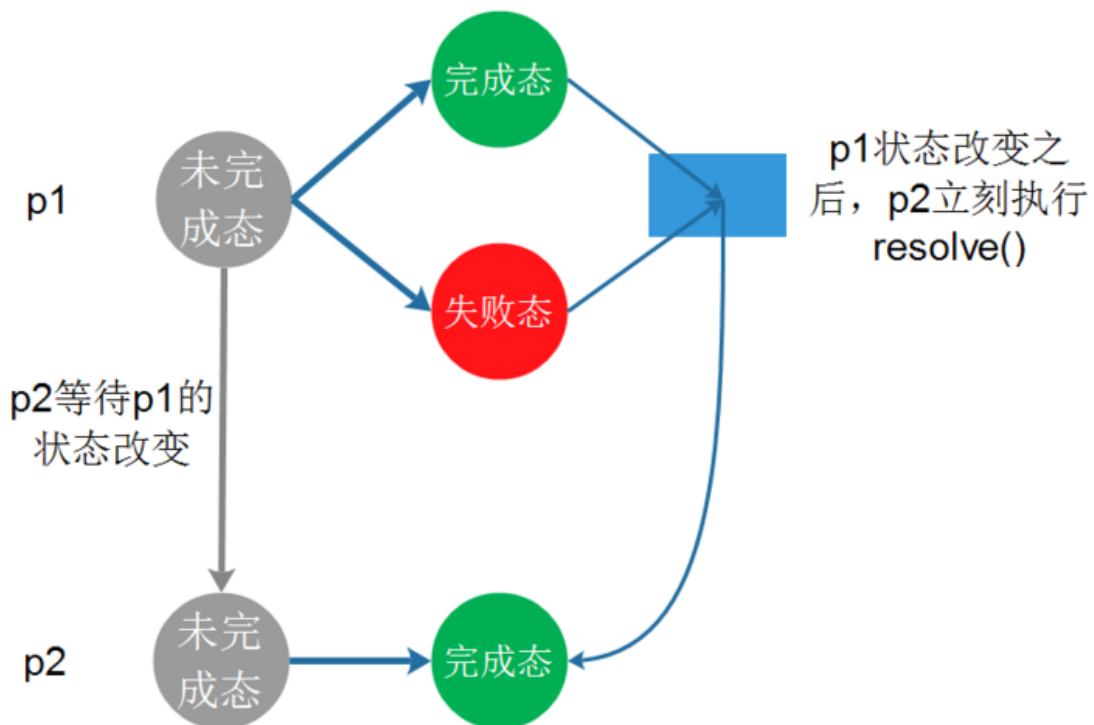 完成态
p1
未完
成态
p1状态改变之
后，p2立刻执行
resolve()
失败态
p2等待p1的
状态改变
p2
未完
成态
完成态